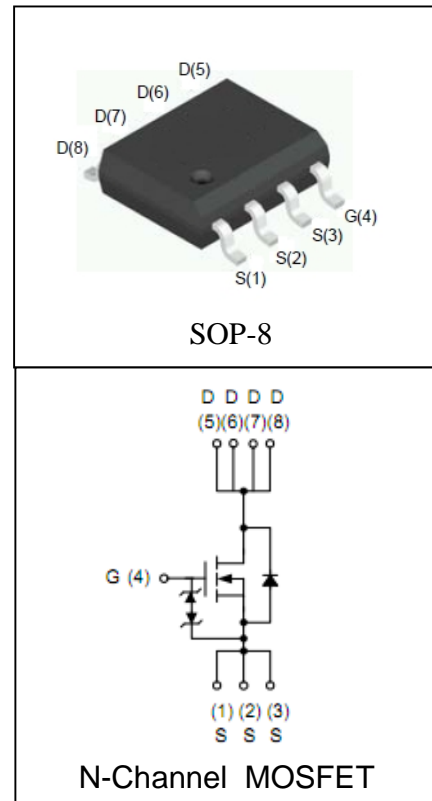 D(5)
D(6)
D(7)
D(8)
G(4)
S(3)
S(2)
S(1)
SOP-8
D D D D
(5)(6)(7)(8)
G (4)
(1) (2) (3)
S S S
N-Channel MOSFET